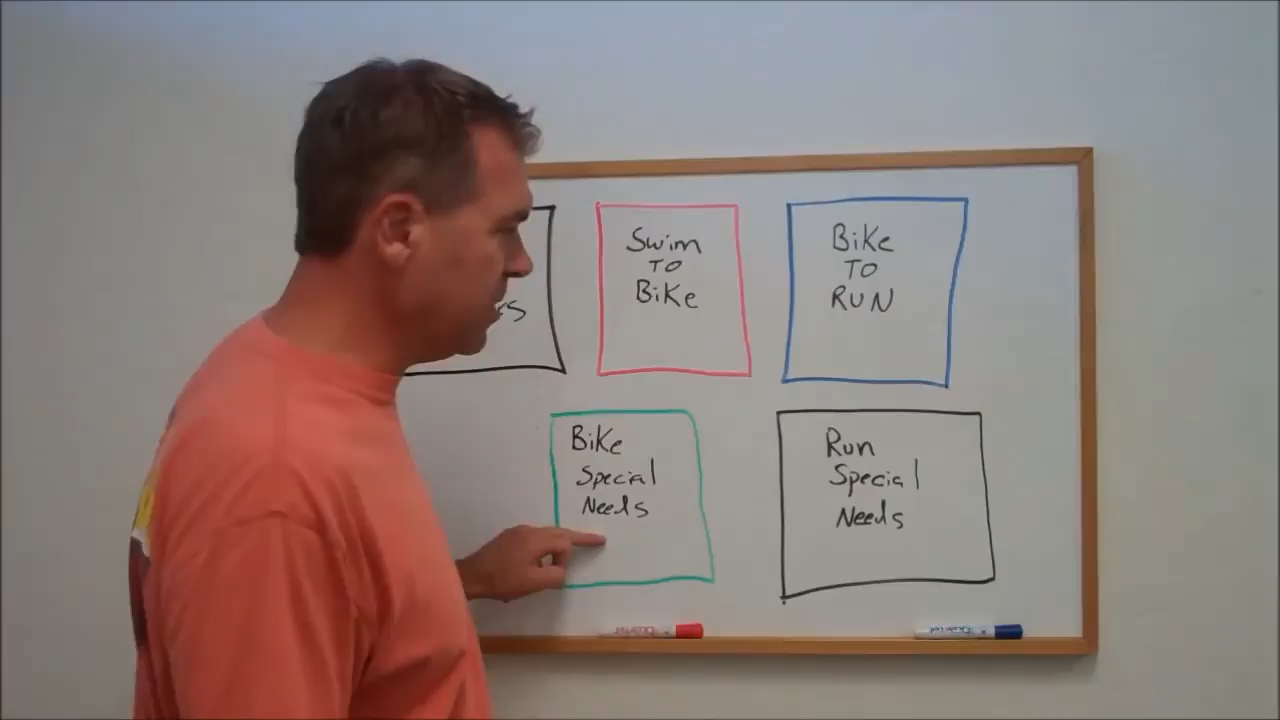 Swim
TO
BiKe
BiKe
TO
RUN
BiKe
Special
Needs
Run
Special
Needs